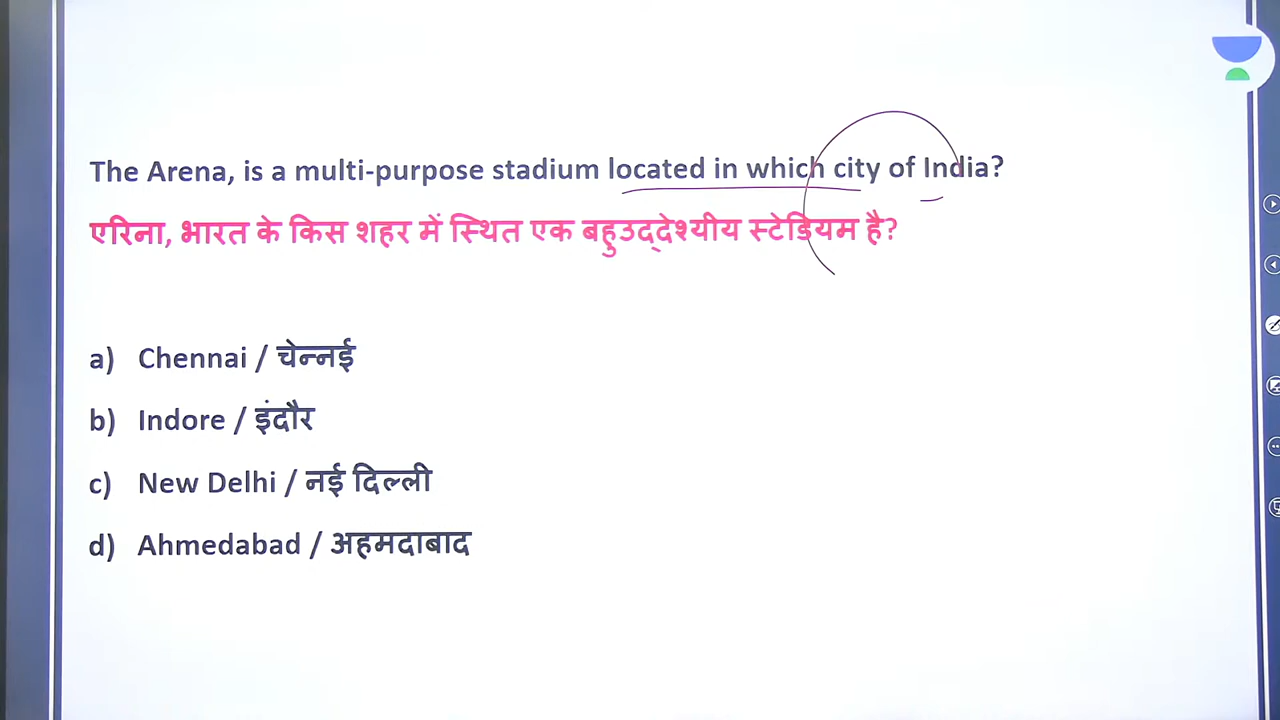 The Arena, is a multi-purpose stadium located in which city of India?
एरिना, भारत के किस शहर में स्थित एक बहुउद्देश्यीय स्टेडियम है?
a) Chennai / चेन्नई
b) Indore / इंदौर
c) New Delhi / नई दिल्ली
d) Ahmedabad / अहमदाबाद